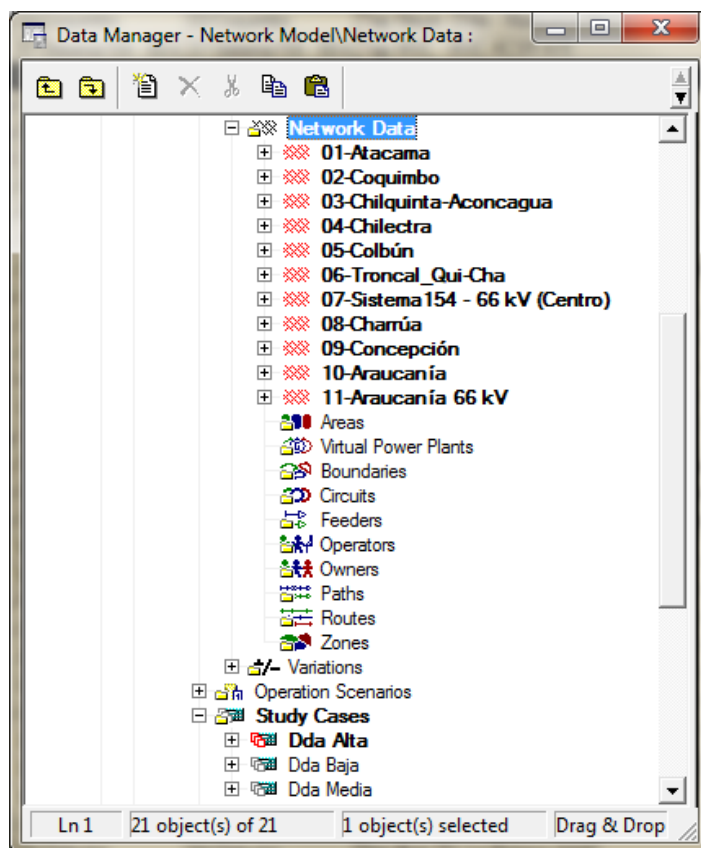 Data Manager - Network Model\Network Data :
Network Data
01-Atacama
02-Coquimbo
03-Chilquinta-Aconcagua
04-Chilectra
05-Colbún
06-Troncal_Qui-Cha
07-Sistema154 - 66 kV (Centro)
08-Charrúa
09-Concepción
10-Araucanía
11-Araucanía 66 kV
Areas
Virtual Power Plants
Boundaries
Circuits
Feeders
Operators
Owners
Paths
Routes
Zones
Variations
Operation Scenarios
Study Cases
Dda Alta
Dda Baja
Dda Media
Ln 1 21 object(s) of 21 1 object(s) selected Drag & Drop